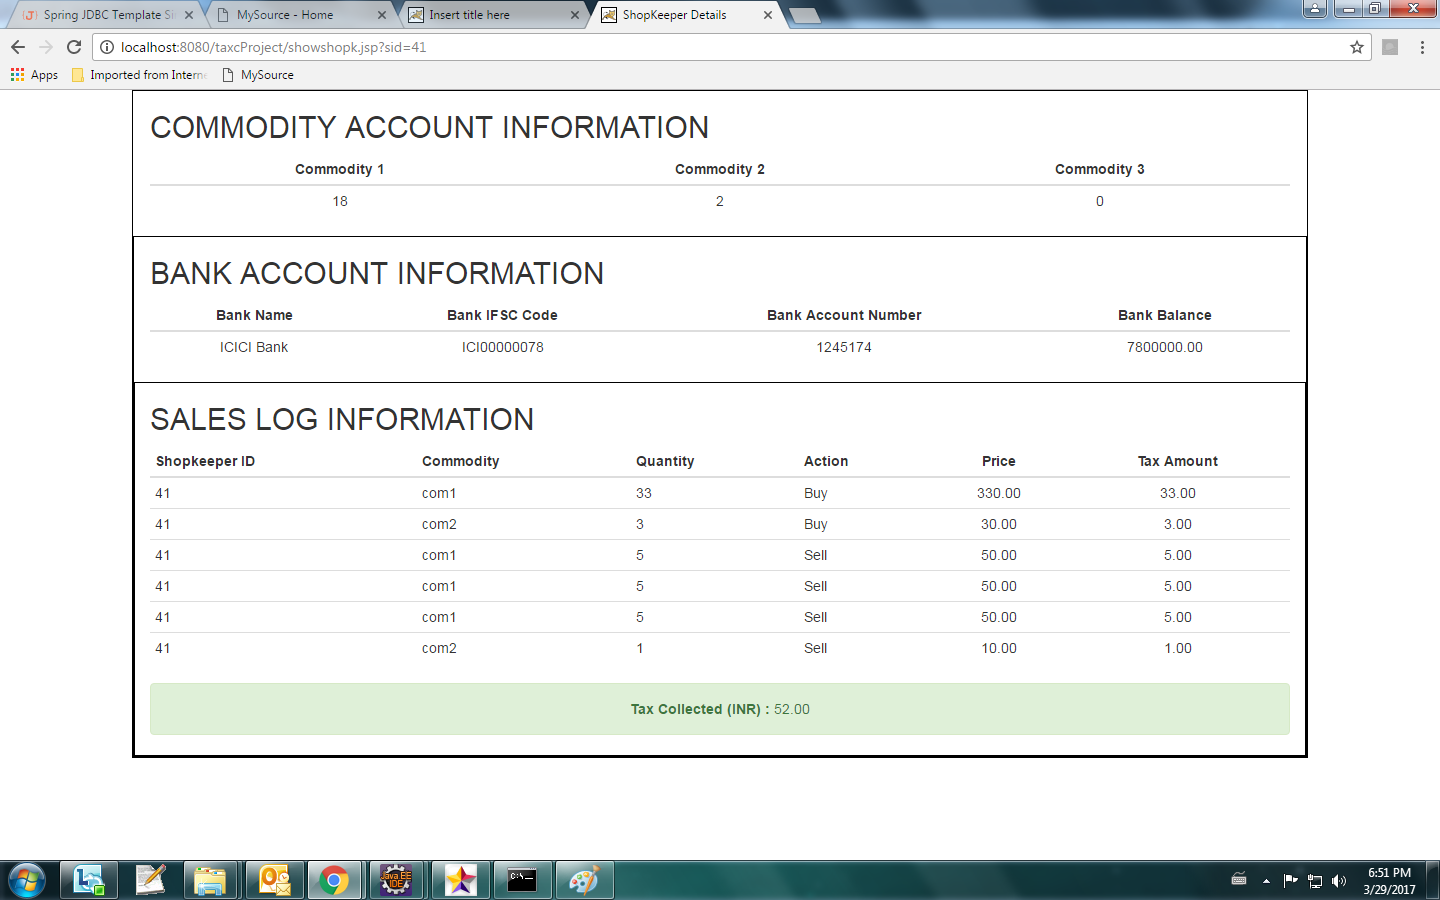 Spring JDBC Template Si
MySource - Home
Insert title here
ShopKeeper Details
localhost:8080/taxcProject/showshopk.jsp?sid=41
Apps
Imported from Interne
MySource
COMMODITY ACCOUNT INFORMATION
Commodity 1 Commodity 2 Commodity 3
18 2 0
BANK ACCOUNT INFORMATION
Bank Name Bank IFSC Code Bank Account Number Bank Balance
ICICI Bank ICI00000078 1245174 7800000.00
SALES LOG INFORMATION
Shopkeeper ID Commodity Quantity Action Price Tax Amount
41 com1 33 Buy 330.00 33.00
41 com2 3 Buy 30.00 3.00
41 com1 5 Sell 50.00 5.00
41 com1 5 Sell 50.00 5.00
41 com1 5 Sell 50.00 5.00
41 com2 1 Sell 10.00 1.00
Tax Collected (INR) : 52.00
Java EE
IDE
C:\._
6:51 PM
3/29/2017